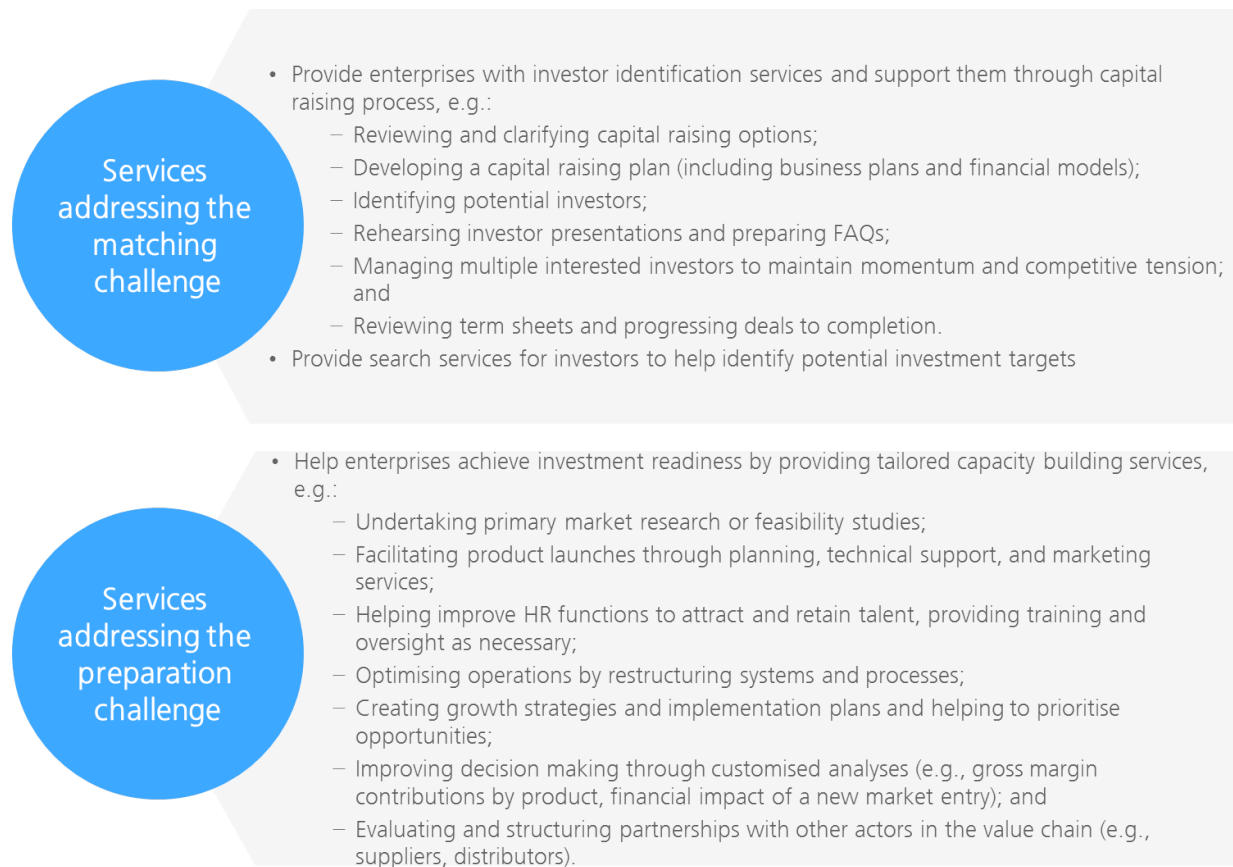 Services
addressing the
matching
challenge
• Provide enterprises with investor identification services and support them through capital
raising process, e.g.:
– Reviewing and clarifying capital raising options;
– Developing a capital raising plan (including business plans and financial models);
– Identifying potential investors;
– Rehearsing investor presentations and preparing FAQs;
– Managing multiple interested investors to maintain momentum and competitive tension;
and
– Reviewing term sheets and progressing deals to completion.
• Provide search services for investors to help identify potential investment targets
Services
addressing the
preparation
challenge
• Help enterprises achieve investment readiness by providing tailored capacity building services,
e.g.:
– Undertaking primary market research or feasibility studies;
– Facilitating product launches through planning, technical support, and marketing
services;
– Helping improve HR functions to attract and retain talent, providing training and
oversight as necessary;
– Optimising operations by restructuring systems and processes;
– Creating growth strategies and implementation plans and helping to prioritise
opportunities;
– Improving decision making through customised analyses (e.g., gross margin
contributions by product, financial impact of a new market entry); and
– Evaluating and structuring partnerships with other actors in the value chain (e.g.,
suppliers, distributors).